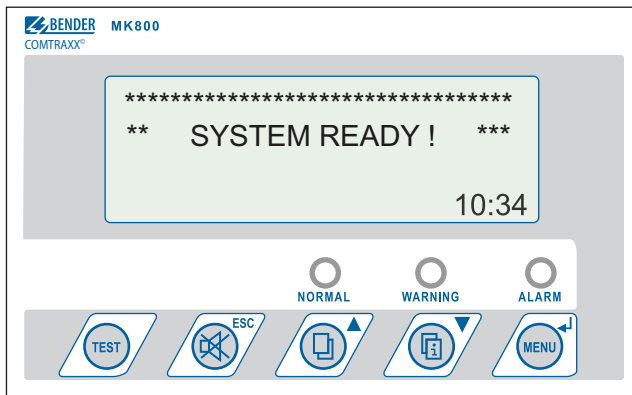 BENDER MK800
COMTRAXX©
**********************************
** SYSTEM READY ! ***
10:34
NORMAL WARNING ALARM
TEST ESC MENU
i